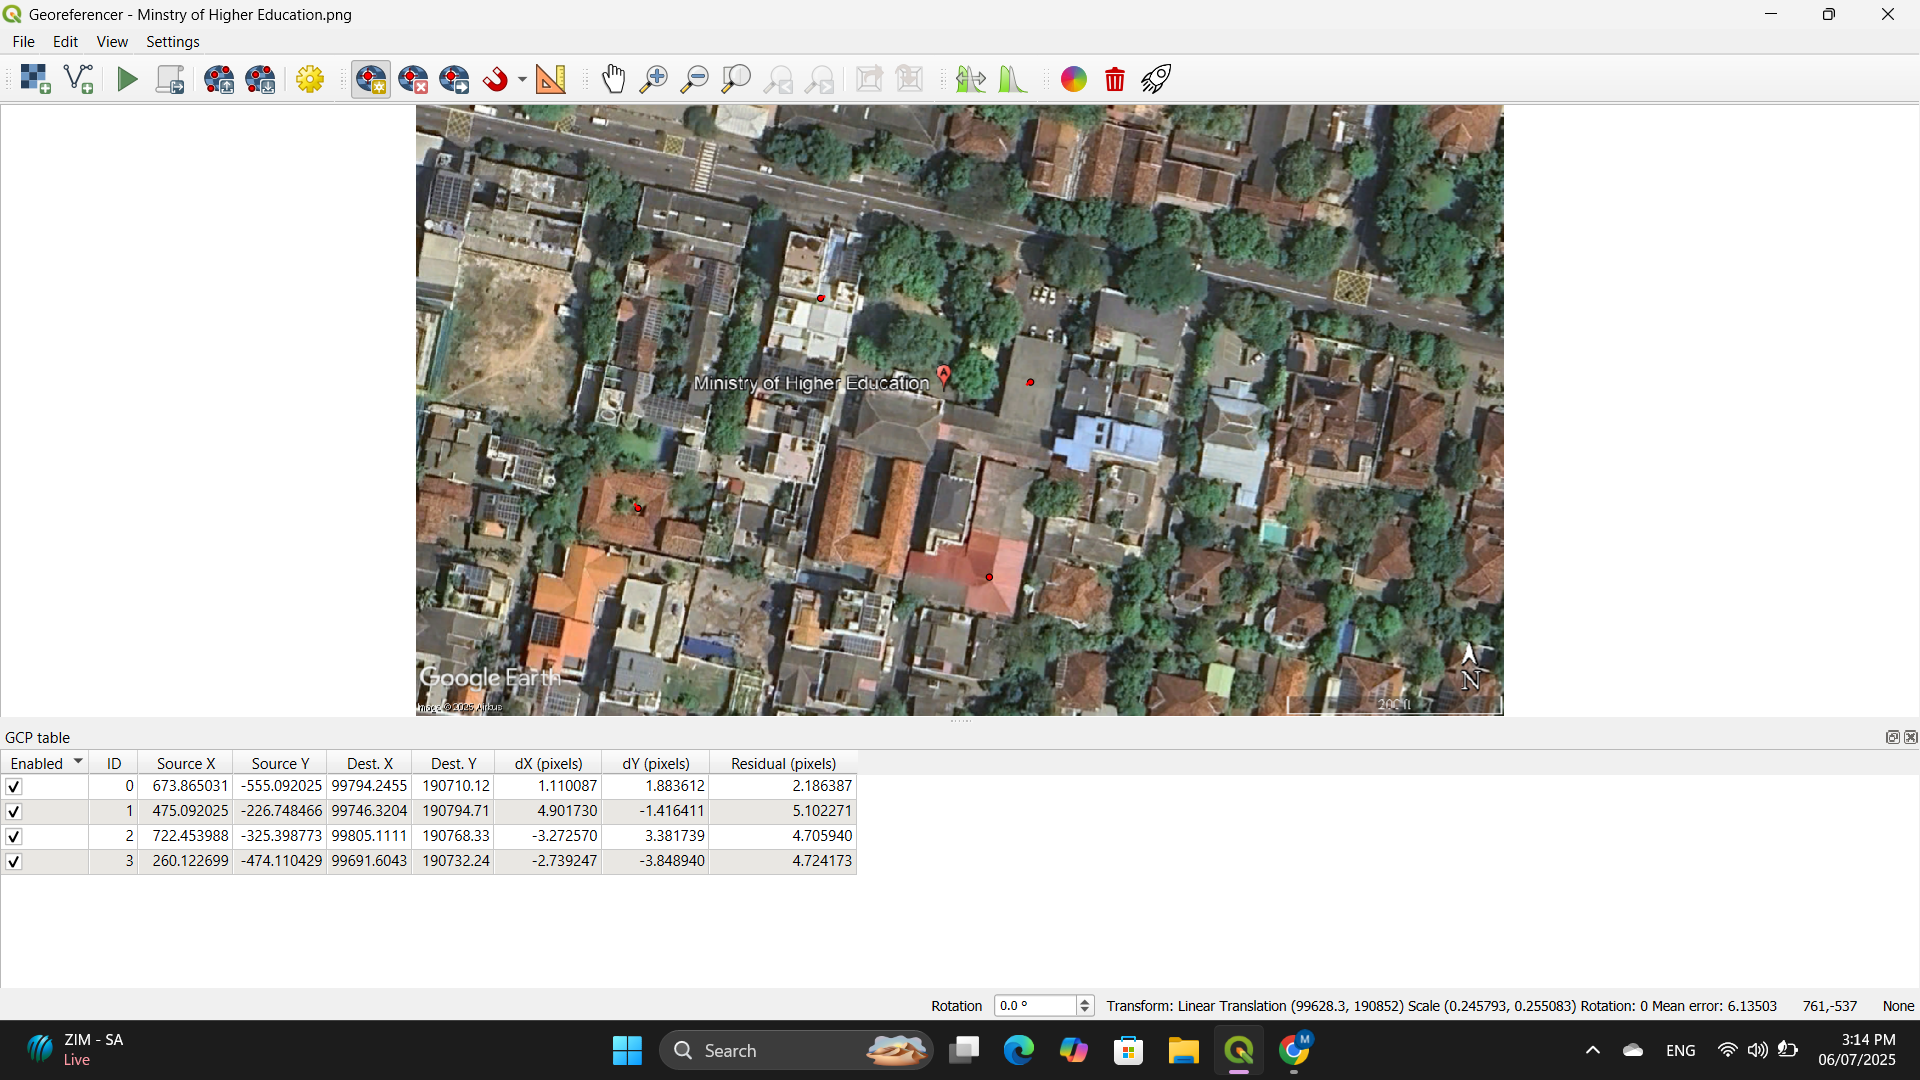 Georeferencer - Minstry of Higher Education.png
File Edit View Settings
Ministry of Higher Education
A
Google Earth
Image © 2025 Airbus
N
200 ft
GCP table
Enabled ID Source X Source Y Dest. X Dest. Y dX (pixels) dY (pixels) Residual (pixels)
0 673.865031 -555.092025 99794.2455 190710.12 1.110087 1.883612 2.186387
1 475.092025 -226.748466 99746.3204 190794.71 4.901730 -1.416411 5.102271
2 722.453988 -325.398773 99805.1111 190768.33 -3.272570 3.381739 4.705940
3 260.122699 -474.110429 99691.6043 190732.24 -2.739247 -3.848940 4.724173
Rotation 0.0 ° Transform: Linear Translation (99628.3, 190852) Scale (0.245793, 0.255083) Rotation: 0 Mean error: 6.13503 761,-537 None
ZIM - SA
Live
Search
M
ENG
3:14 PM
06/07/2025